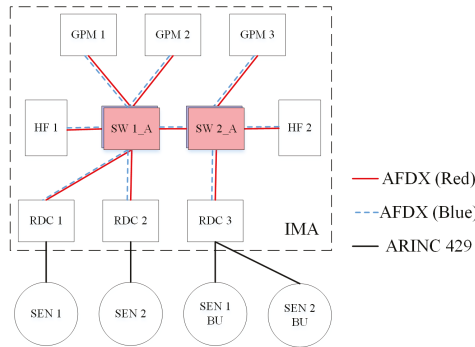 GPM 1
GPM 2
GPM 3
HF 1
SW 1_A
SW 2_A
HF 2
RDC 1
RDC 2
RDC 3
IMA
AFDX (Red)
AFDX (Blue)
ARINC 429
SEN 1
SEN 2
SEN 1
BU
SEN 2
BU